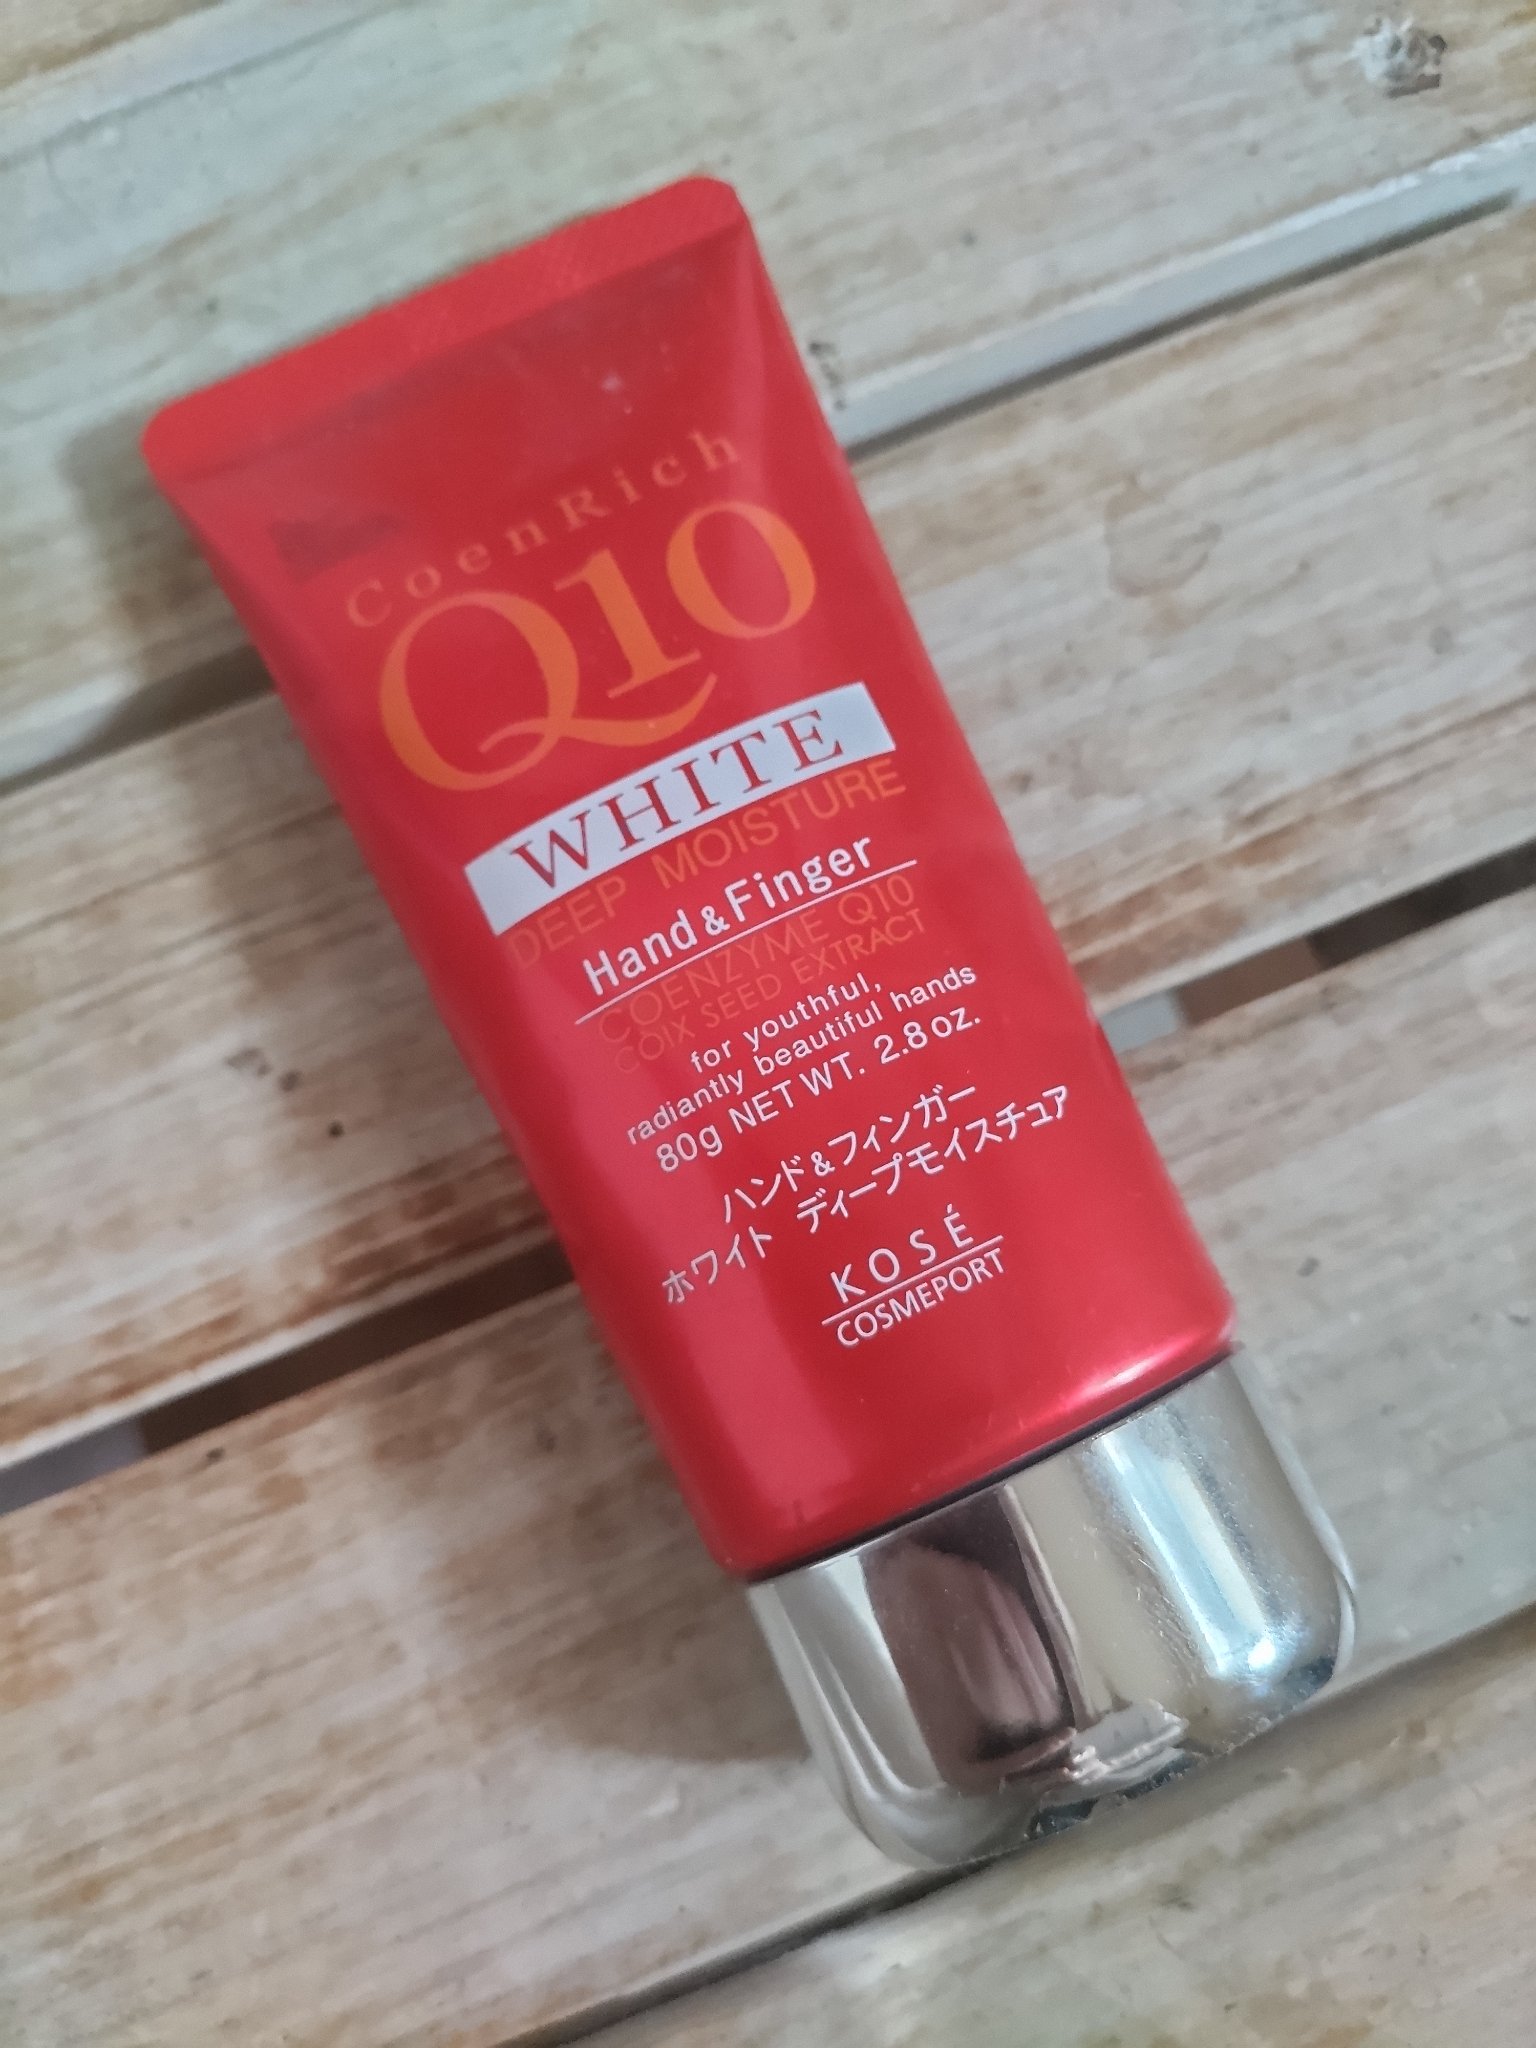 CoenRich
Q10
WHITE
DEEP MOISTURE
Hand&Finger
COENZYME Q10
COIX SEED EXTRACT
for youthful,
radiantly beautiful hands
80g NET WT. 2.8 oz.
ハンド&フィンガー
ホワイト ディープモイスチュア
KOSÉ
COSMEPORT